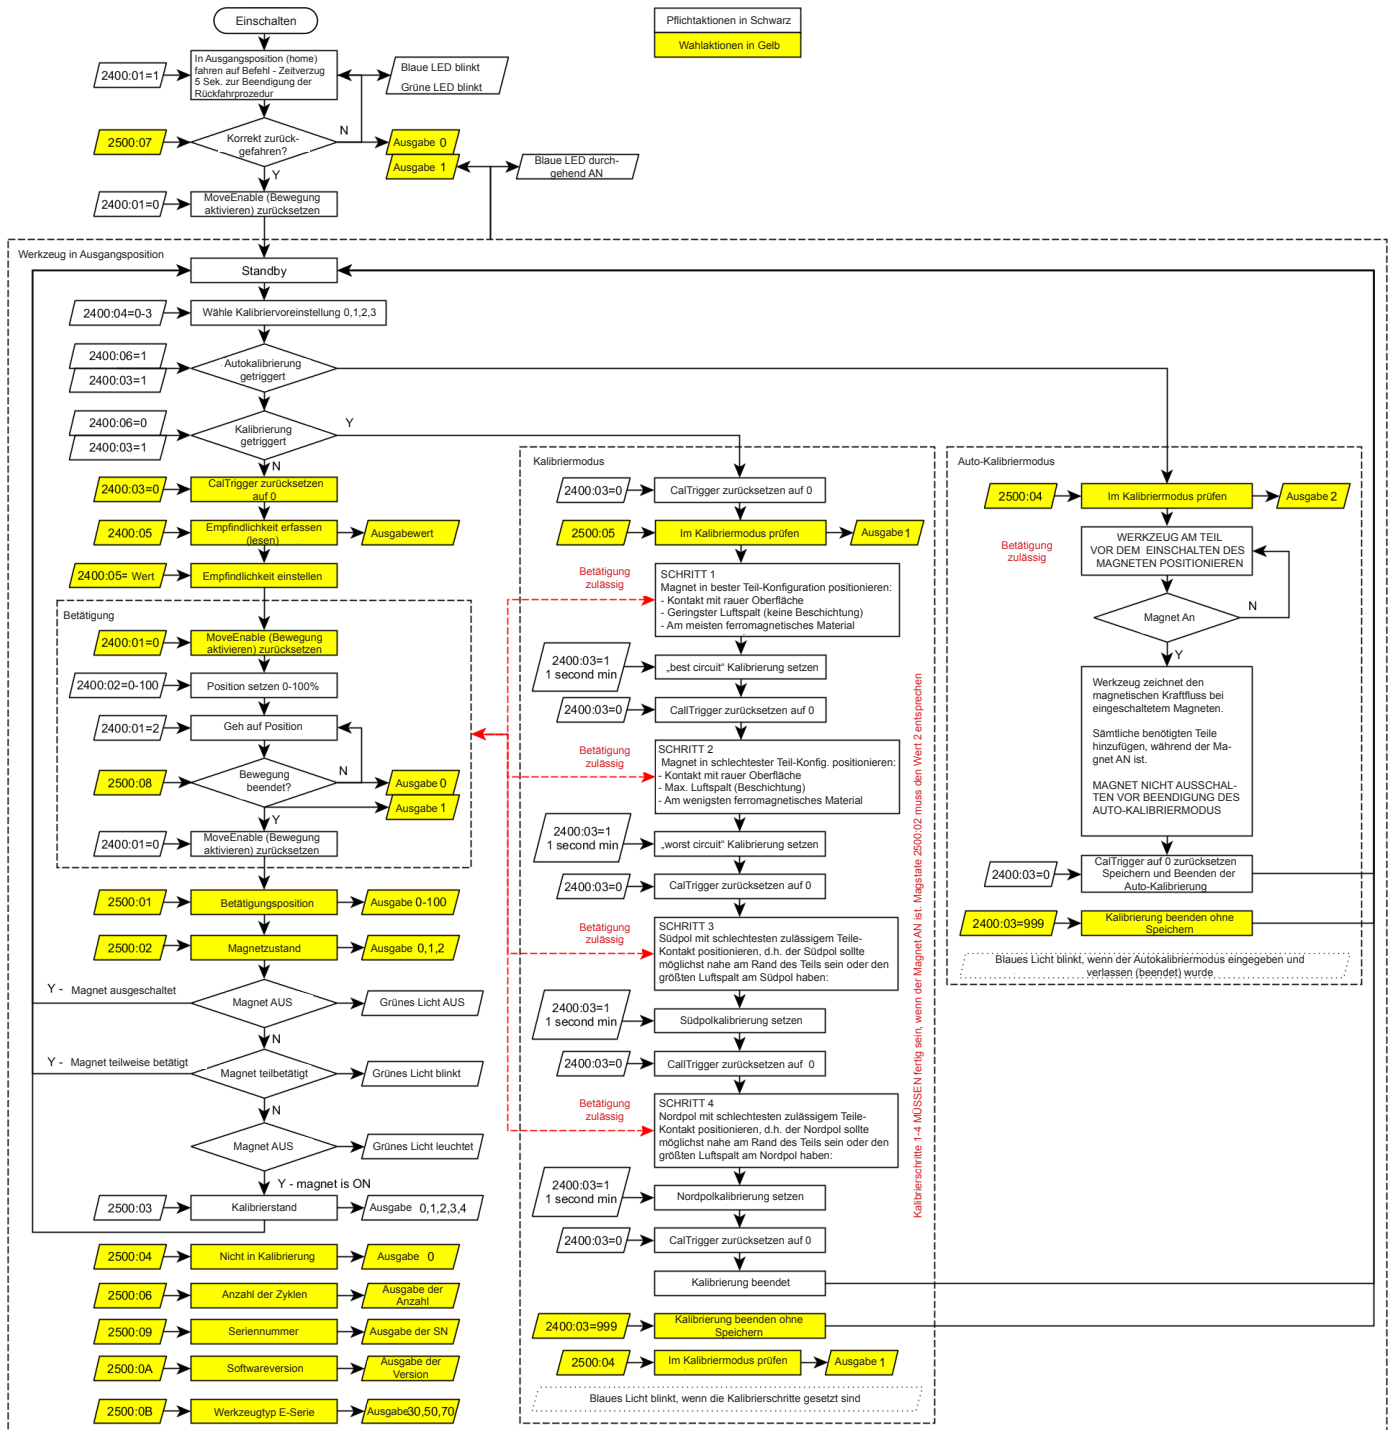 Einschalten
Pflichtaktionen in Schwarz
Wahlaktionen in Gelb
2400:01=1
In Ausgangsposition (home)
fahren auf Befehl - Zeitverzug
5 Sek. zur Beendigung der
Rückfahrprozedur
Blaue LED blinkt
Grüne LED blinkt
2500:07
Korrekt zurück-
gefahren?
N
Ausgabe 0
Ausgabe 1
Blaue LED durch-
gehend AN
Y
2400:01=0
MoveEnable (Bewegung
aktivieren) zurücksetzen
Werkzeug in Ausgangsposition
Standby
2400:04=0-3
Wähle Kalibriervoreinstellung 0,1,2,3
2400:06=1
2400:03=1
Autokalibrierung
getriggert
2400:06=0
2400:03=1
Kalibrierung
getriggert
Y
N
2400:03=0
CalTrigger zurücksetzen
auf 0
2400:05
Empfindlichkeit erfassen
(lesen)
Ausgabewert
2400:05= Wert
Empfindlichkeit einstellen
Betätigung
2400:01=0
MoveEnable (Bewegung
aktivieren) zurücksetzen
2400:02=0-100
Position setzen 0-100%
2400:01=2
Geh auf Position
2500:08
Bewegung
beendet?
N
Ausgabe 0
Ausgabe 1
Y
2400:01=0
MoveEnable (Bewegung
aktivieren) zurücksetzen
2500:01
Betätigungsposition
Ausgabe 0-100
2500:02
Magnetzustand
Ausgabe 0,1,2
Y - Magnet ausgeschaltet
Magnet AUS
Grünes Licht AUS
N
Y - Magnet teilweise betätigt
Magnet teilbetätigt
Grünes Licht blinkt
N
Magnet AUS
Grünes Licht leuchtet
Y - magnet is ON
2500:03
Kalibrierstand
Ausgabe 0,1,2,3,4
2500:04
Nicht in Kalibrierung
Ausgabe 0
2500:06
Anzahl der Zyklen
Ausgabe der
Anzahl
2500:09
Seriennummer
Ausgabe der SN
2500:0A
Softwareversion
Ausgabe der
Version
2500:0B
Werkzeugtyp E-Serie
Ausgabe30,50,70
Kalibriermodus
2400:03=0
CalTrigger zurücksetzen auf 0
2500:05
Im Kalibriermodus prüfen
Ausgabe 1
Betätigung
zulässig
SCHRITT 1
Magnet in bester Teil-Konfiguration positionieren:
- Kontakt mit rauer Oberfläche
- Geringster Luftspalt (keine Beschichtung)
- Am meisten ferromagnetisches Material
2400:03=1
1 second min
„best circuit“ Kalibrierung setzen
2400:03=0
CallTrigger zurücksetzen auf 0
Betätigung
zulässig
SCHRITT 2
Magnet in schlechtester Teil-Konfig. positionieren:
- Kontakt mit rauer Oberfläche
- Max. Luftspalt (Beschichtung)
- Am wenigsten ferromagnetisches Material
2400:03=1
1 second min
„worst circuit“ Kalibrierung setzen
2400:03=0
CalTrigger zurücksetzen auf 0
Betätigung
zulässig
SCHRITT 3
Südpol mit schlechtesten zulässigem Teile-
Kontakt positionieren, d.h. der Südpol sollte
möglichst nahe am Rand des Teils sein oder den
größten Luftspalt am Südpol haben:
2400:03=1
1 second min
Südpolkalibrierung setzen
2400:03=0
CallTrigger zurücksetzen auf 0
Betätigung
zulässig
SCHRITT 4
Nordpol mit schlechtesten zulässigem Teile-
Kontakt positionieren, d.h. der Nordpol sollte
möglichst nahe am Rand des Teils sein oder den
größten Luftspalt am Nordpol haben:
2400:03=1
1 second min
Nordpolkalibrierung setzen
2400:03=0
CalTrigger zurücksetzen auf 0
Kalibrierung beendet
2400:03=999
Kalibrierung beenden ohne
Speichern
2500:04
Im Kalibriermodus prüfen
Ausgabe 1
Blaues Licht blinkt, wenn die Kalibrierschritte gesetzt sind
Kalibrierschritte 1-4 MÜSSEN fertig sein, wenn der Magnet AN ist. Magstate 2500:02 muss den Wert 2 entsprechen
Auto-Kalibriermodus
2500:04
Im Kalibriermodus prüfen
Ausgabe 2
Betätigung
zulässig
WERKZEUG AM TEIL
VOR DEM EINSCHALTEN DES
MAGNETEN POSITIONIEREN
Magnet An
N
Y
Werkzeug zeichnet den
magnetischen Kraftfluss bei
eingeschaltetem Magneten.
Sämtliche benötigten Teile
hinzufügen, während der Ma-
gnet AN ist.
MAGNET NICHT AUSSCHAL-
TEN VOR BEENDIGUNG DES
AUTO-KALIBRIERMODUS
2400:03=0
CalTrigger auf 0 zurücksetzen
Speichern und Beenden der
Auto-Kalibrierung
2400:03=999
Kalibrierung beenden ohne
Speichern
Blaues Licht blinkt, wenn der Autokalibriermodus eingegeben und
verlassen (beendet) wurde